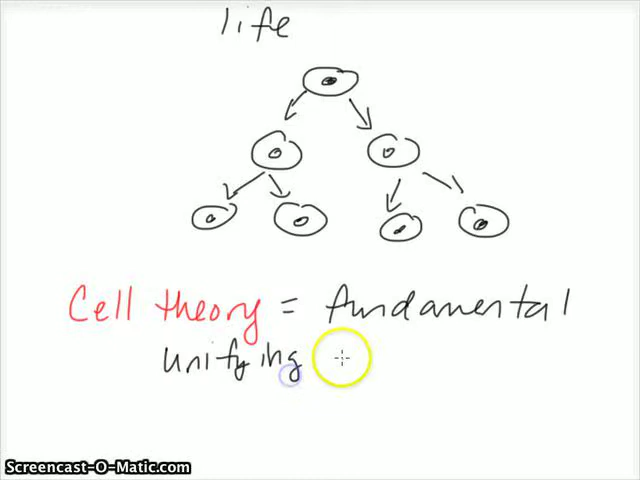 life
Cell theory = fundamental
unifying
Screencast-O-Matic.com